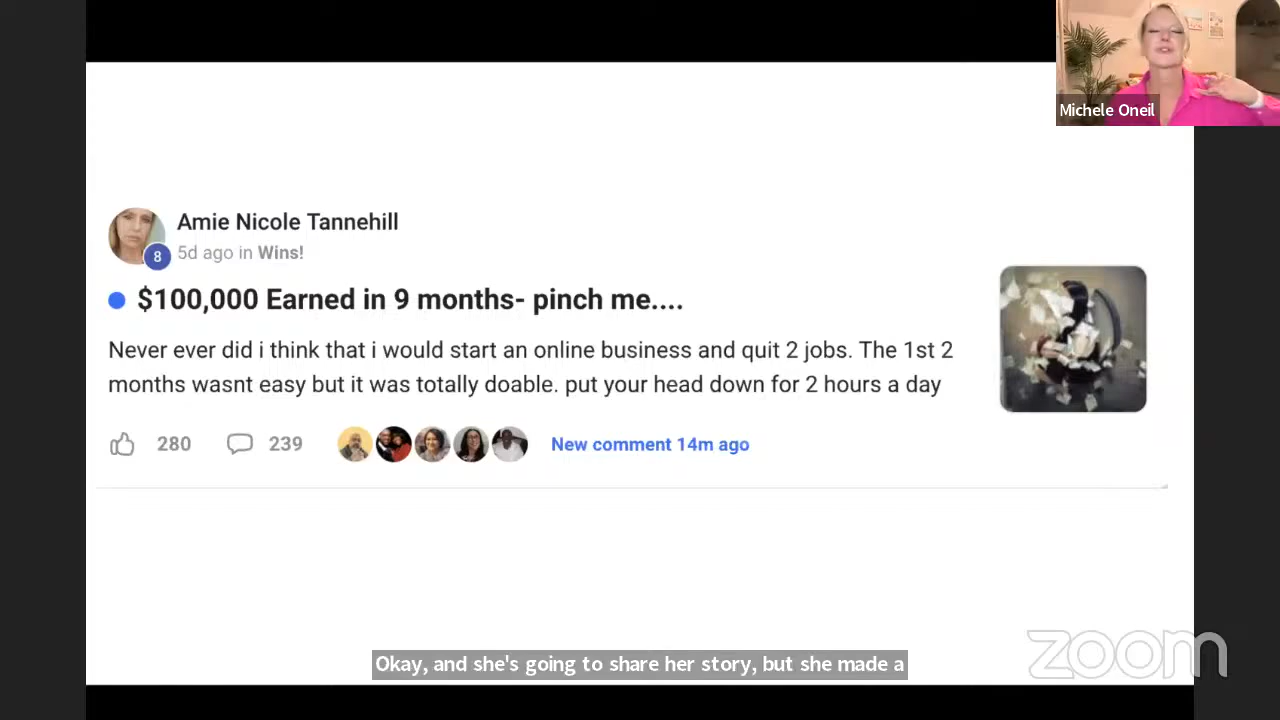 Michele Oneil
Amie Nicole Tannehill
8
5d ago in Wins!
$100,000 Earned in 9 months- pinch me....
Never ever did i think that i would start an online business and quit 2 jobs. The 1st 2
months wasnt easy but it was totally doable. put your head down for 2 hours a day
280 239 New comment 14m ago
Okay, and she's going to share her story, but she made a
zoom